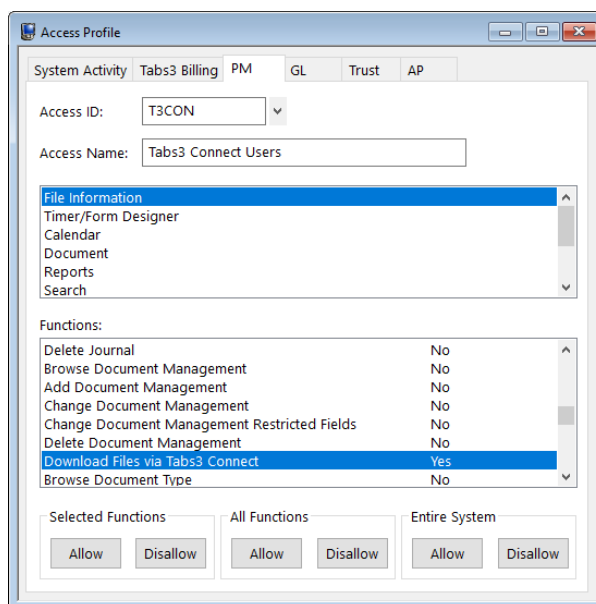 Access Profile
System Activity Tabs3 Billing PM GL Trust AP
Access ID: T3CON
Access Name: Tabs3 Connect Users
File Information
Timer/Form Designer
Calendar
Document
Reports
Search
Functions:
Delete Journal No
Browse Document Management No
Add Document Management No
Change Document Management No
Change Document Management Restricted Fields No
Delete Document Management No
Download Files via Tabs3 Connect Yes
Browse Document Type No
Selected Functions All Functions Entire System
Allow Disallow Allow Disallow Allow Disallow